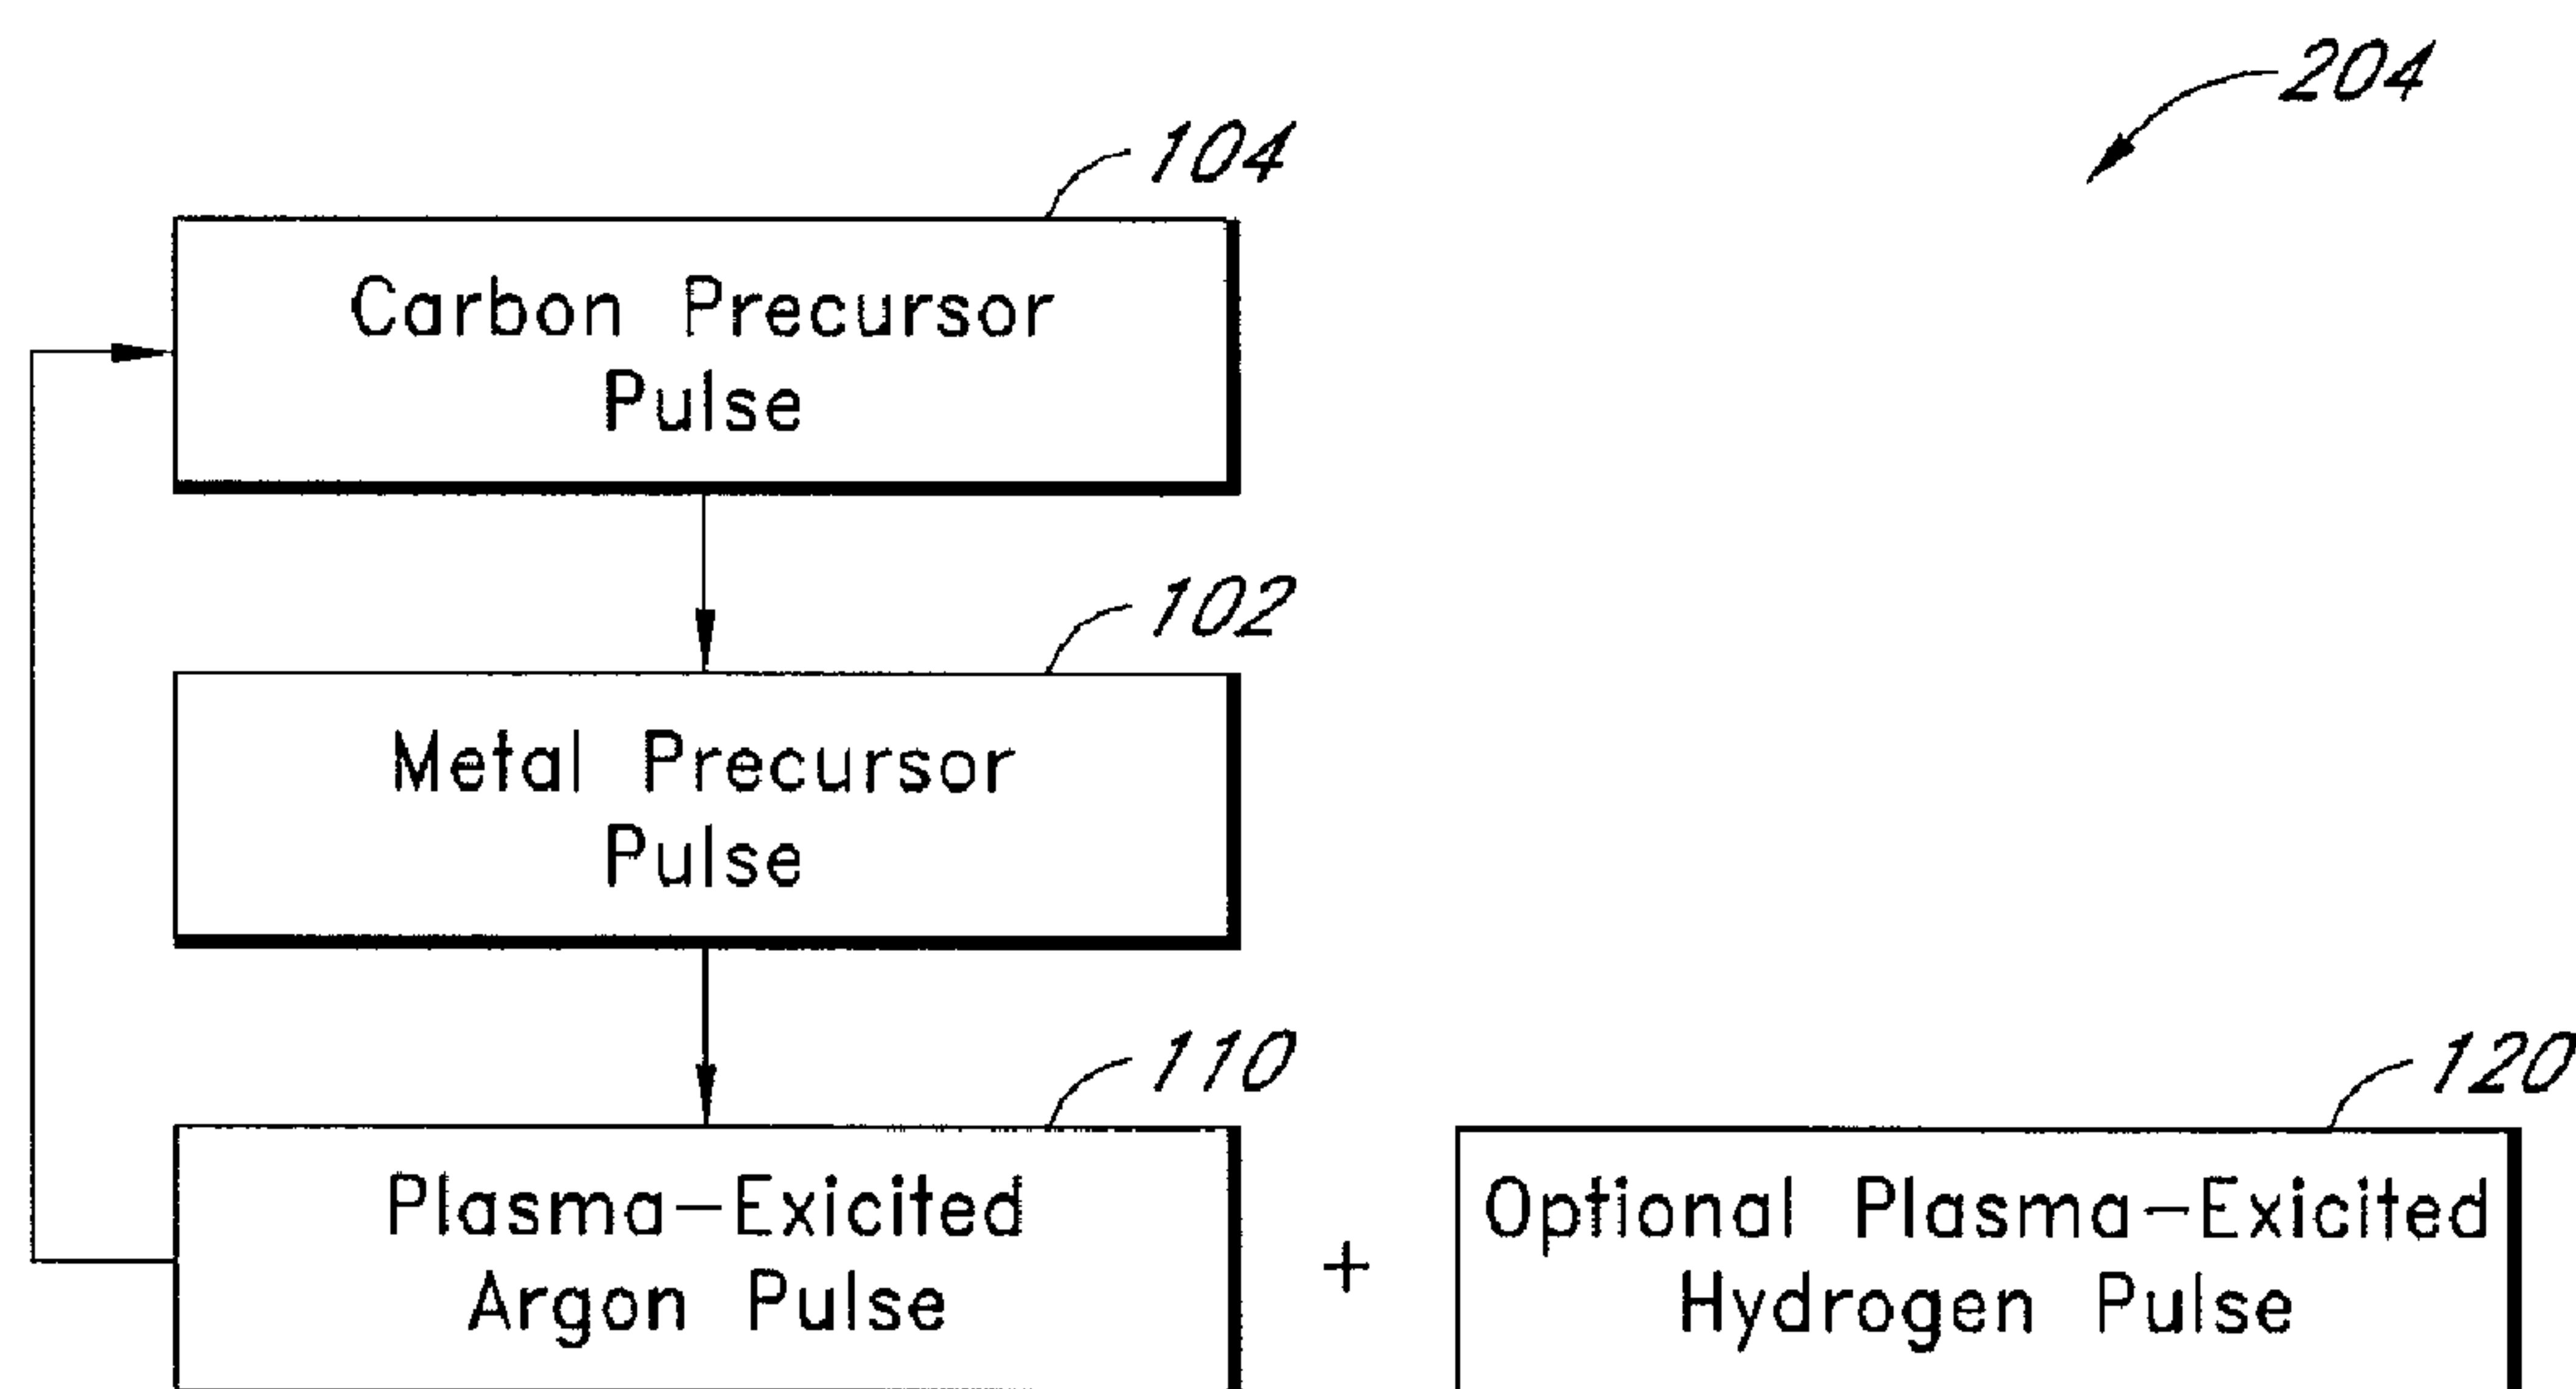 204
104
Carbon Precursor
Pulse
102
Metal Precursor
Pulse
110
Plasma-Exicited
Argon Pulse
+
120
Optional Plasma-Exicited
Hydrogen Pulse